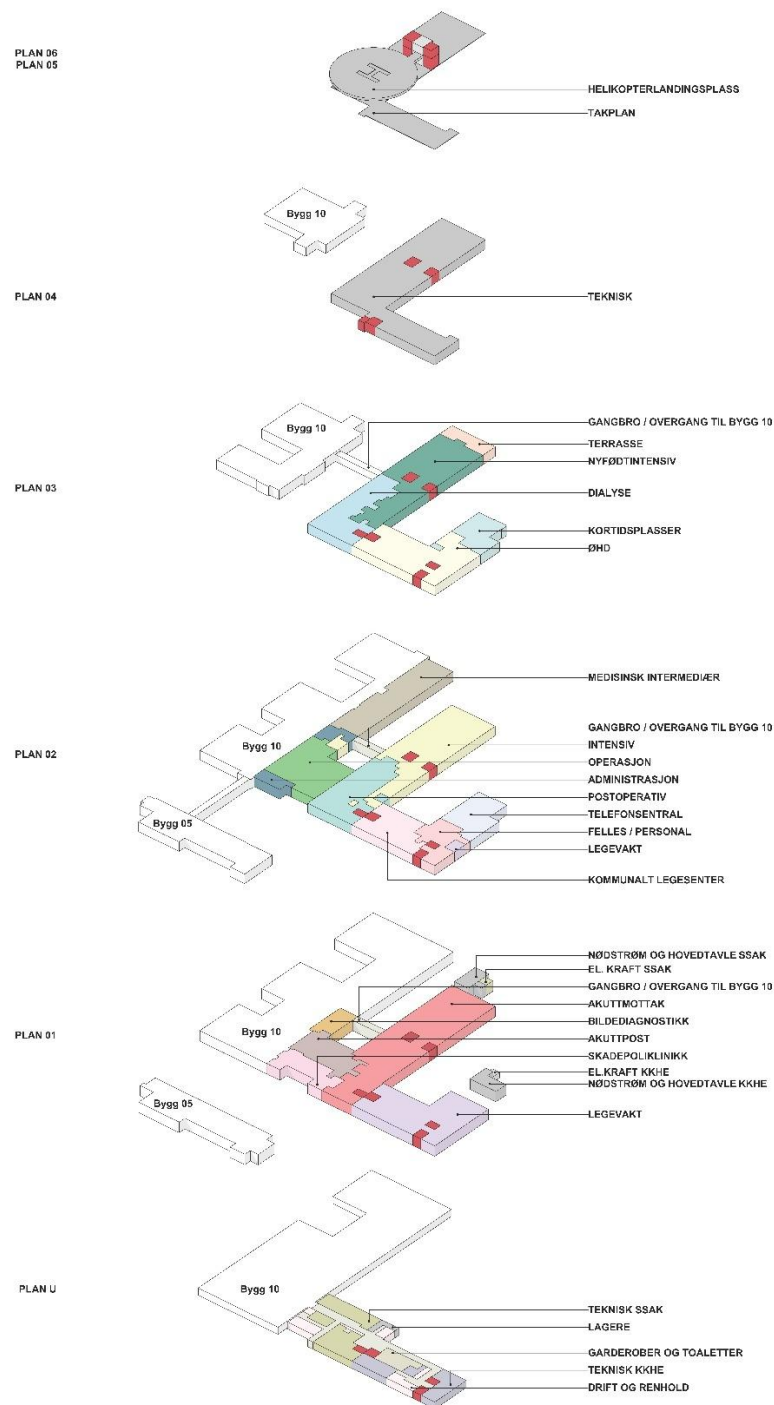 PLAN 06
PLAN 05
H
HELIKOPTERLANDINGSPLASS
TAKPLAN
Bygg 10
PLAN 04
TEKNISK
GANGBRO / OVERGANG TIL BYGG 10
Bygg 10
TERRASSE
NYFØDTINTENSIV
PLAN 03
DIALYSE
KORTIDSPLASSER
ØHD
MEDISINSK INTERMEDIÆR
GANGBRO / OVERGANG TIL BYGG 10
Bygg 10
INTENSIV
PLAN 02
OPERASJON
ADMINISTRASJON
POSTOPERATIV
TELEFONSENTRAL
Bygg 05
FELLES / PERSONAL
LEGEVAKT
KOMMUNALT LEGESENTER
NØDSTRØM OG HOVEDTAVLE SSAK
EL. KRAFT SSAK
GANGBRO / OVERGANG TIL BYGG 10
AKUTTMOTTAK
BILDEDIAGNOSTIKK
PLAN 01
Bygg 10
AKUTTPOST
SKADEPOLIKLINIKK
EL.KRAFT KKHE
NØDSTRØM OG HOVEDTAVLE KKHE
Bygg 05
LEGEVAKT
PLAN U
Bygg 10
TEKNISK SSAK
LAGERE
GARDEROBER OG TOALETTER
TEKNISK KKHE
DRIFT OG RENHOLD